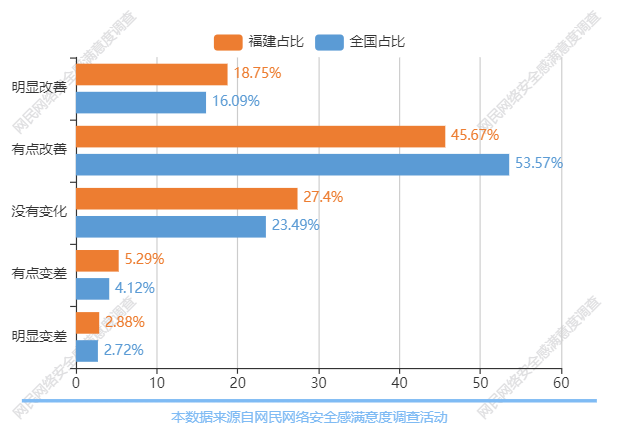 福建占比 全国占比
明显改善 18.75%
16.09%
有点改善 45.67%
53.57%
没有变化 27.4%
23.49%
有点变差 5.29%
4.12%
明显变差 2.88%
2.72%
0 10 20 30 40 50 60
本数据来源自网民网络安全感满意度调查活动
网民网络安全感满意度调查
网民网络安全感满意度调查
网民网络安全感满意度调查
网民网络安全感满意度调查